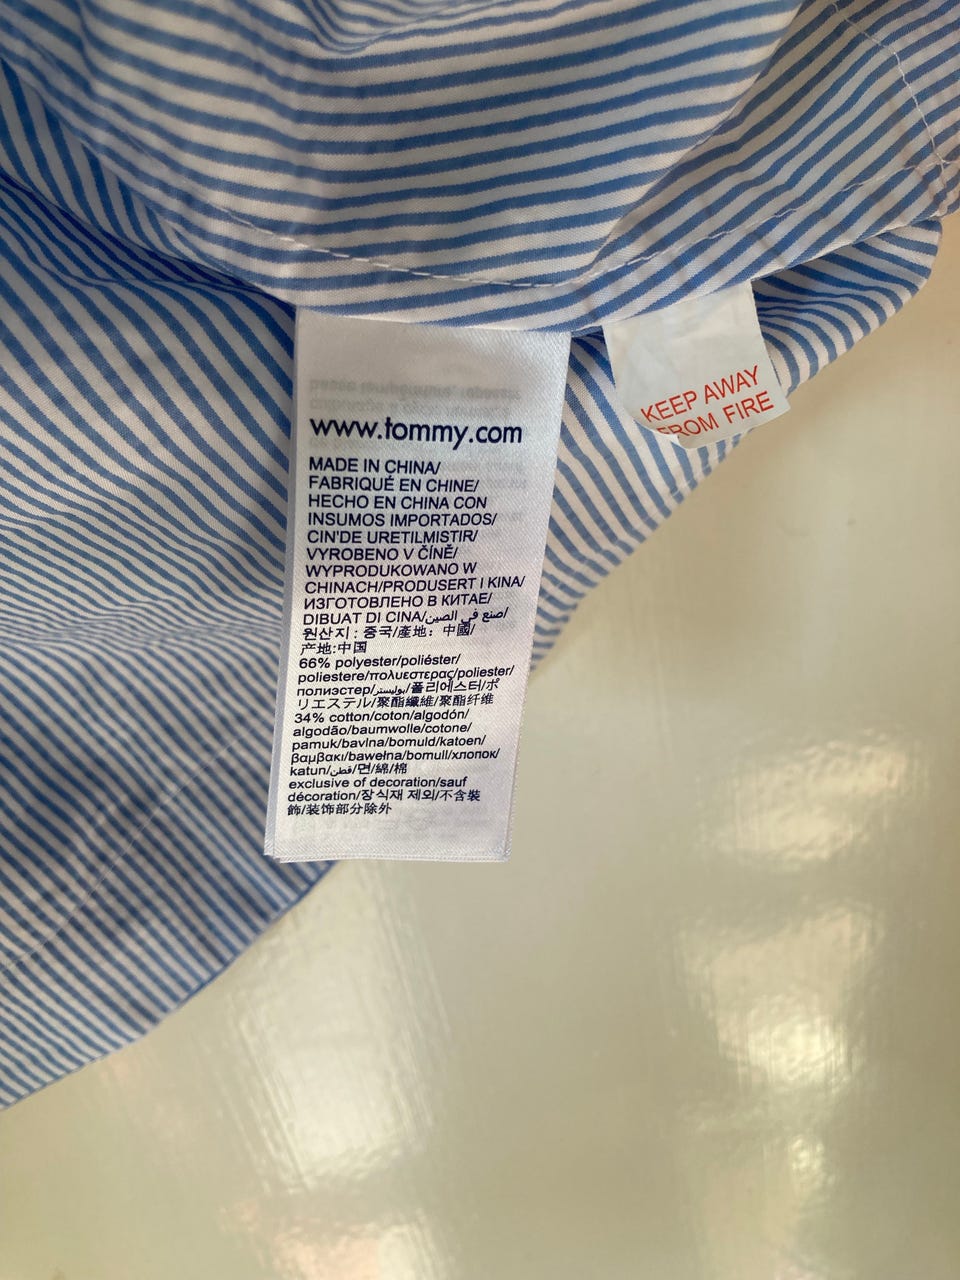 www.tommy.com
MADE IN CHINA/
FABRIQUÉ EN CHINE/
HECHO EN CHINA CON
INSUMOS IMPORTADOS/
CIN'DE URETILMISTIR/
VYROBENO V ČÍNĚ/
WYPRODUKOWANO W
CHINACH/PRODUSERT I KINA/
ИЗГОТОВЛЕНО В КИТАЕ/
DIBUAT DI CINA/صنع في الصين/
원산지 : 중국/產地: 中國/
产地:中国
66% polyester/poliéster/
poliestere/πολυεστερας/poliester/
полиэстер/بوليستر/폴리에스터/ポ
リエステル/聚酯纖維/聚酯纤维
34% cotton/coton/algodón/
algodão/baumwolle/cotone/
pamuk/bavlna/bomuld/katoen/
βαμβακι/bawełna/bomull/хлопок/
katun/قطن/면/綿/棉
exclusive of decoration/sauf
décoration/장식재 제외/不含裝
飾/装饰部分除外
KEEP AWAY
FROM FIRE